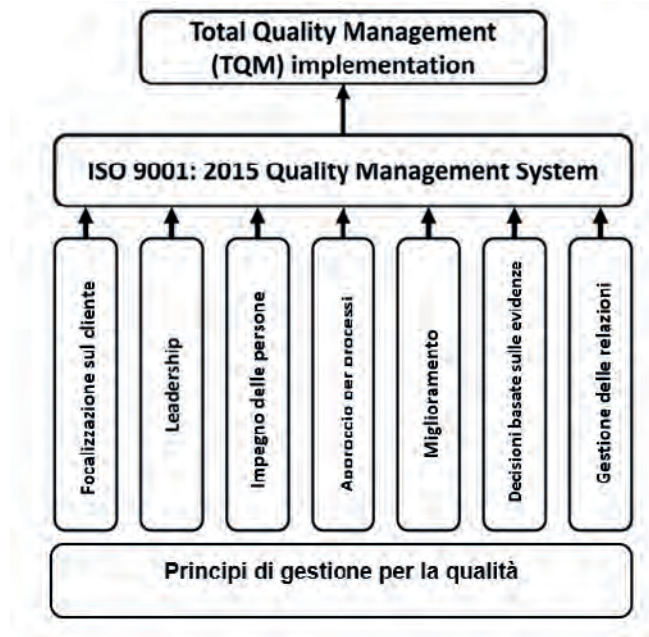 Total Quality Management
(TQM) implementation
ISO 9001: 2015 Quality Management System
Focalizzazione sul cliente
Leadership
Impegno delle persone
Approccio per processi
Miglioramento
Decisioni basate sulle evidenze
Gestione delle relazioni
Principi di gestione per la qualità